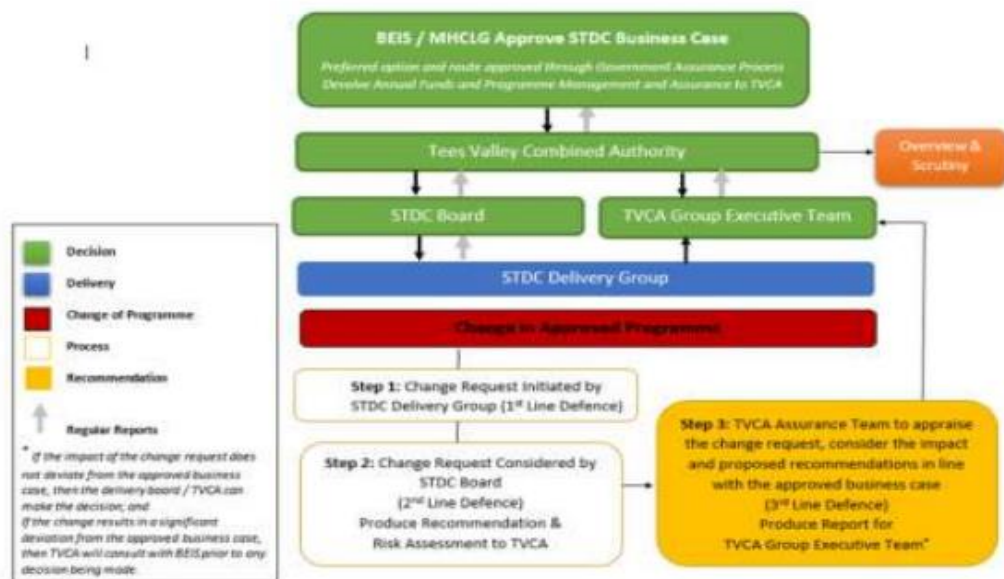 BEIS / MHCLG Approve STDC Business Case
Preferred option and route approved through Government Assurance Process
Devolve Annual Funds and Programme Management and Assurance to TVCA
Tees Valley Combined Authority
Overview &
Scrutiny
STDC Board
TVCA Group Executive Team
STDC Delivery Group
Change in Approved Programme
Decision
Delivery
Change of Programme
Process
Recommendation
Regular Reports
* If the impact of the change request does
not deviate from the approved business
case, then the delivery board / TVCA can
make the decision; and
If the change results in a significant
deviation from the approved business case,
then TVCA will consult with BEIS prior to any
decision being made.
Step 1: Change Request Initiated by
STDC Delivery Group (1st Line Defence)
Step 2: Change Request Considered by
STDC Board
(2nd Line Defence)
Produce Recommendation &
Risk Assessment to TVCA
Step 3: TVCA Assurance Team to appraise
the change request, consider the impact
and proposed recommendations in line
with the approved business case
(3rd Line Defence)
Produce Report for
TVCA Group Executive Team*